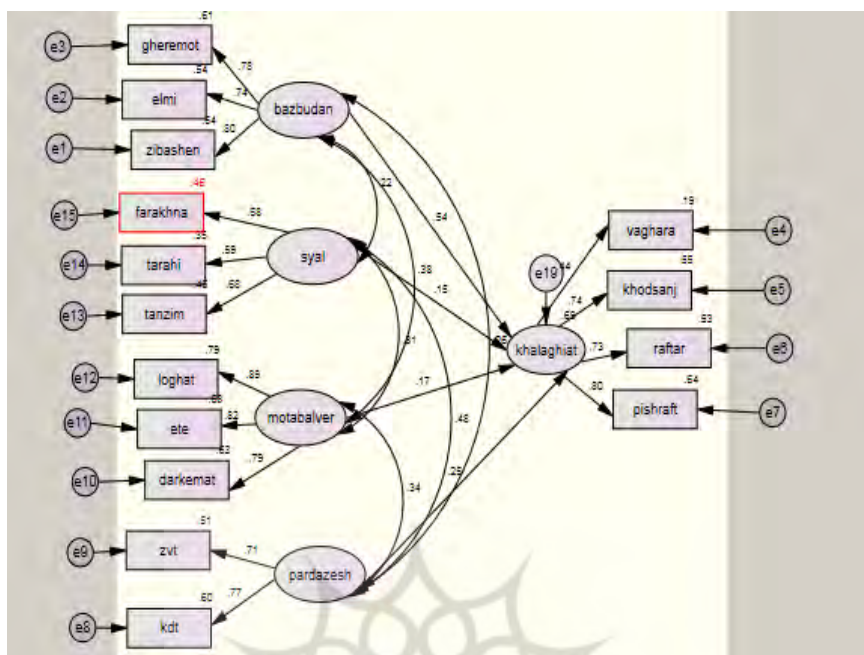 .61
e3 gheremot
.78
.54
e2 elmi
.74
bazbudan
.54
.80
e1 zibashen
.22
.46
e15 farakhna
.68
.54
.19
vaghara e4
.35
e14 tarahi
.59
syal
.38
e19
.44
.55
khodsanj e5
.15
.74
.46
e13 tanzim
.68
.53
khalaghiat
.73
raftar e6
.79
e12 loghat
.89
.17
.80
.64
pishraft e7
.68
e11 ete
.82
motabalver
.63
e10 darkemat
.79
.48
.34
.51
e9 zvt
.71
pardazesh
.60
.77
e8 kdt